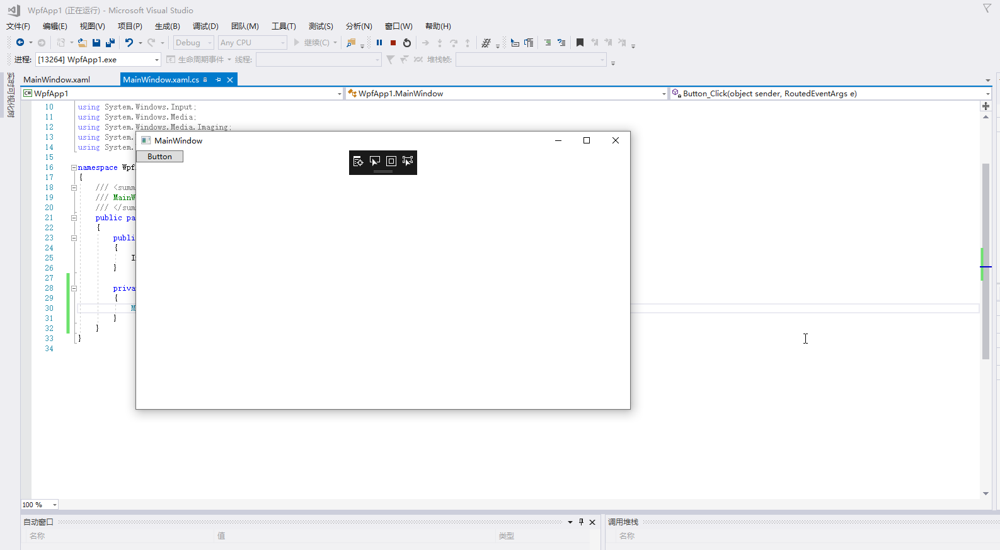 WpfApp1 (正在运行) - Microsoft Visual Studio
文件(F) 编辑(E) 视图(V) 项目(P) 生成(B) 调试(D) 团队(M) 工具(T) 测试(S) 分析(N) 窗口(W) 帮助(H)
Debug Any CPU 继续(C)
进程: [13264] WpfApp1.exe 生命周期事件 线程: 堆栈帧:
MainWindow.xaml MainWindow.xaml.cs
实时可视化树
WpfApp1 WpfApp1.MainWindow Button_Click(object sender, RoutedEventArgs e)
10 using System.Windows.Input;
11 using System.Windows.Media;
12 using System.Windows.Media.Imaging;
13 using System.
14 using System.
15
16 namespace Wpf
17 {
18 /// <summ
19 /// MainW
20 /// </sum
21 public pa
22 {
23 publi
24 {
25 I
26 }
27
28 priva
29 {
30 M
31 }
32 }
33 }
34
MainWindow
Button
100 %
自动窗口
名称 值 类型
调用堆栈
名称